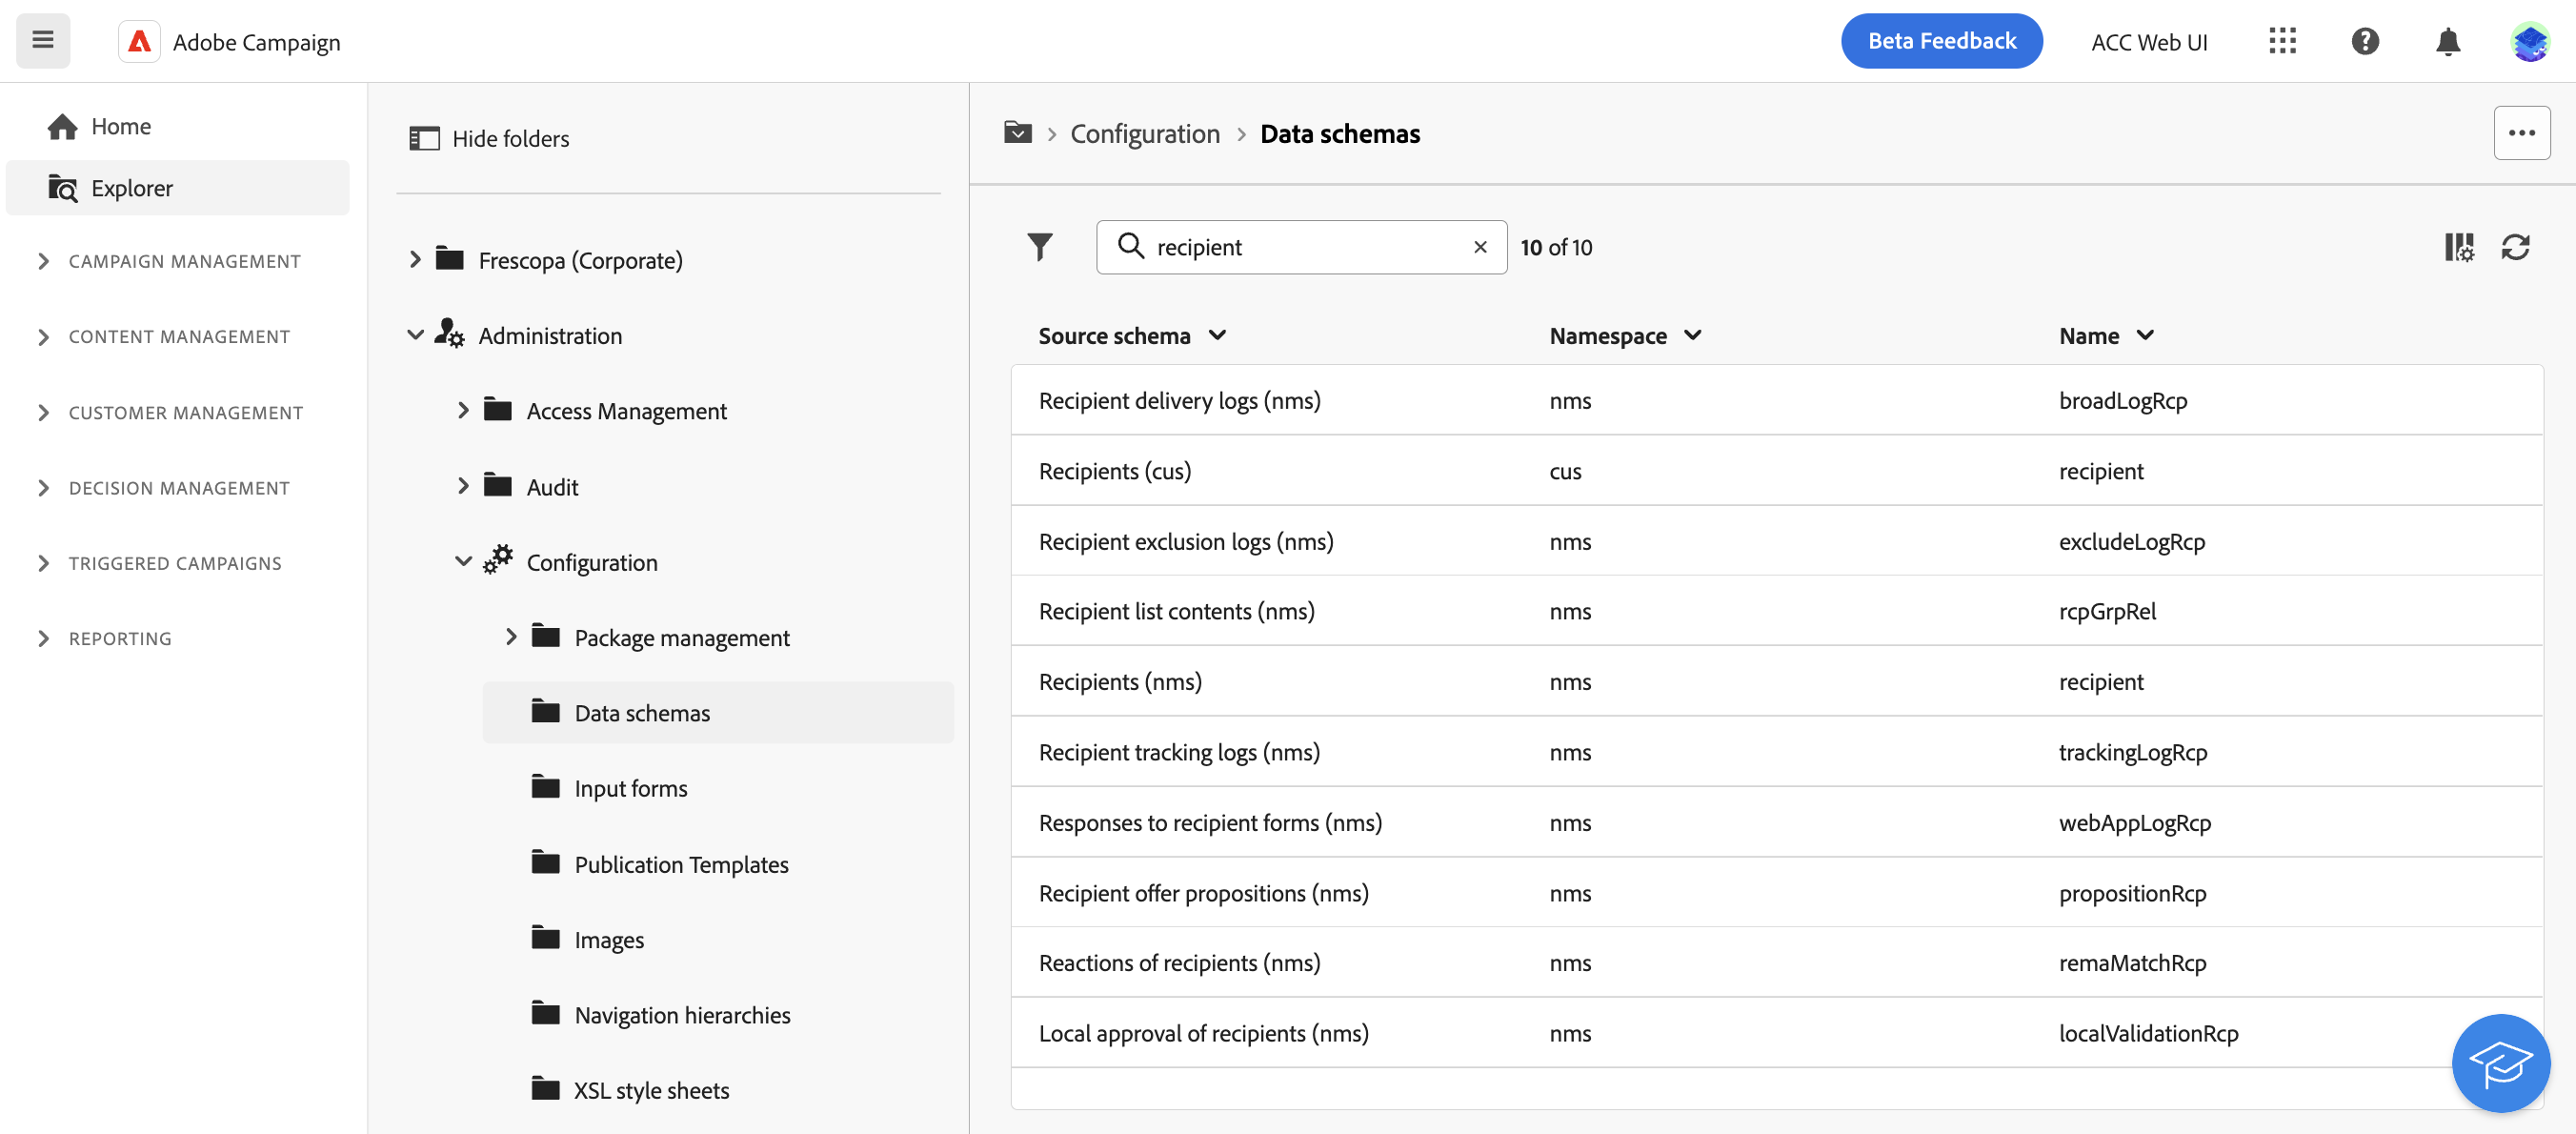 Adobe Campaign
Beta Feedback
ACC Web UI
Home
Explorer
CAMPAIGN MANAGEMENT
CONTENT MANAGEMENT
CUSTOMER MANAGEMENT
DECISION MANAGEMENT
TRIGGERED CAMPAIGNS
REPORTING
Hide folders
Frescopa (Corporate)
Administration
Access Management
Audit
Configuration
Package management
Data schemas
Input forms
Publication Templates
Images
Navigation hierarchies
XSL style sheets
Configuration > Data schemas
recipient
10 of 10
Source schema Namespace Name
Recipient delivery logs (nms) nms broadLogRcp
Recipients (cus) cus recipient
Recipient exclusion logs (nms) nms excludeLogRcp
Recipient list contents (nms) nms rcpGrpRel
Recipients (nms) nms recipient
Recipient tracking logs (nms) nms trackingLogRcp
Responses to recipient forms (nms) nms webAppLogRcp
Recipient offer propositions (nms) nms propositionRcp
Reactions of recipients (nms) nms remaMatchRcp
Local approval of recipients (nms) nms localValidationRcp